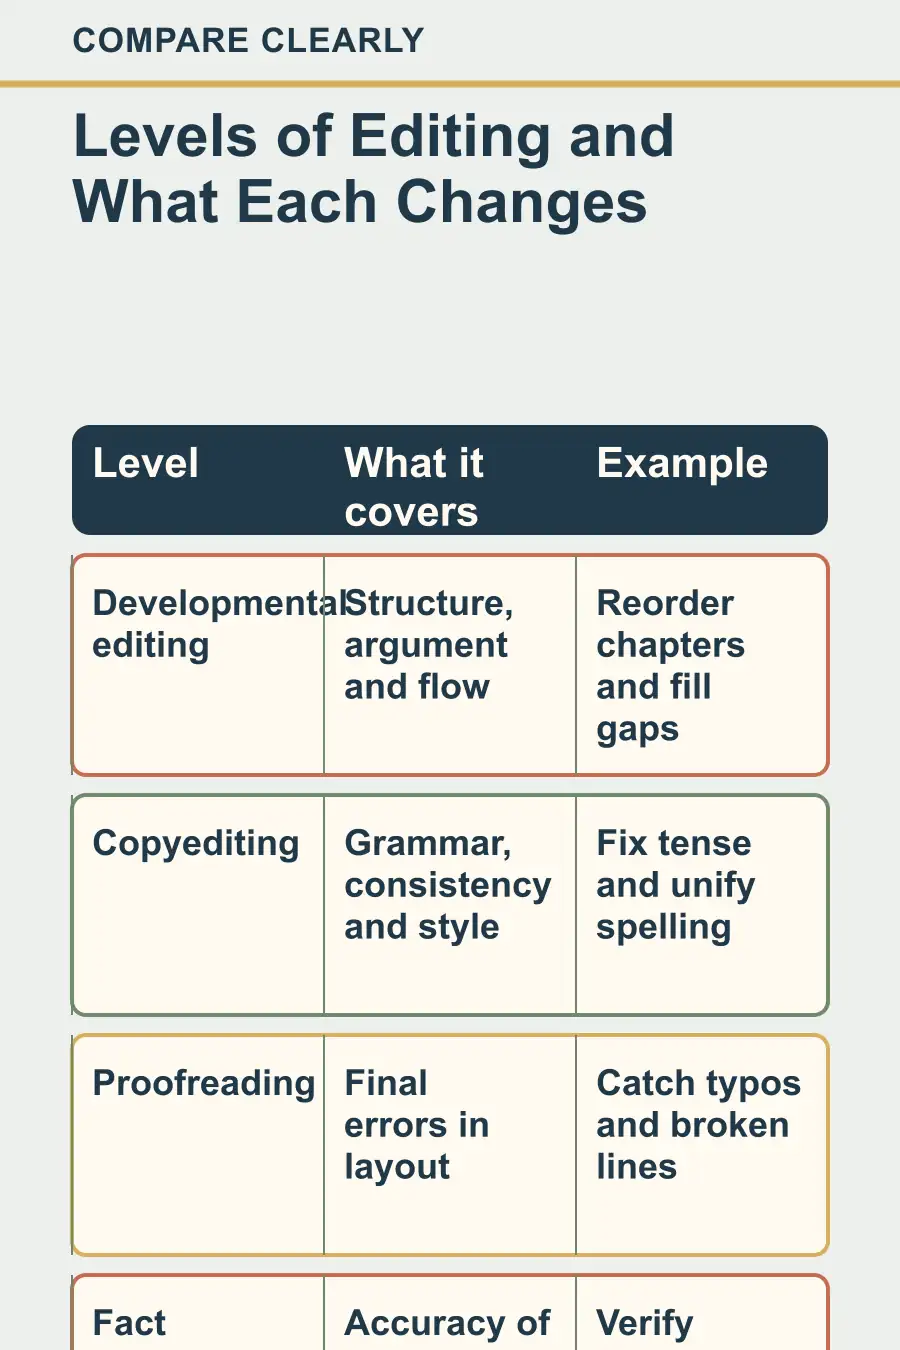 COMPARE CLEARLY
Levels of Editing and
What Each Changes
Level
What it
covers
Example
Developmental
editing
Structure,
argument
and flow
Reorder
chapters
and fill
gaps
Copyediting
Grammar,
consistency
and style
Fix tense
and unify
spelling
Proofreading
Final
errors in
layout
Catch typos
and broken
lines
Fact
Accuracy of
Verify